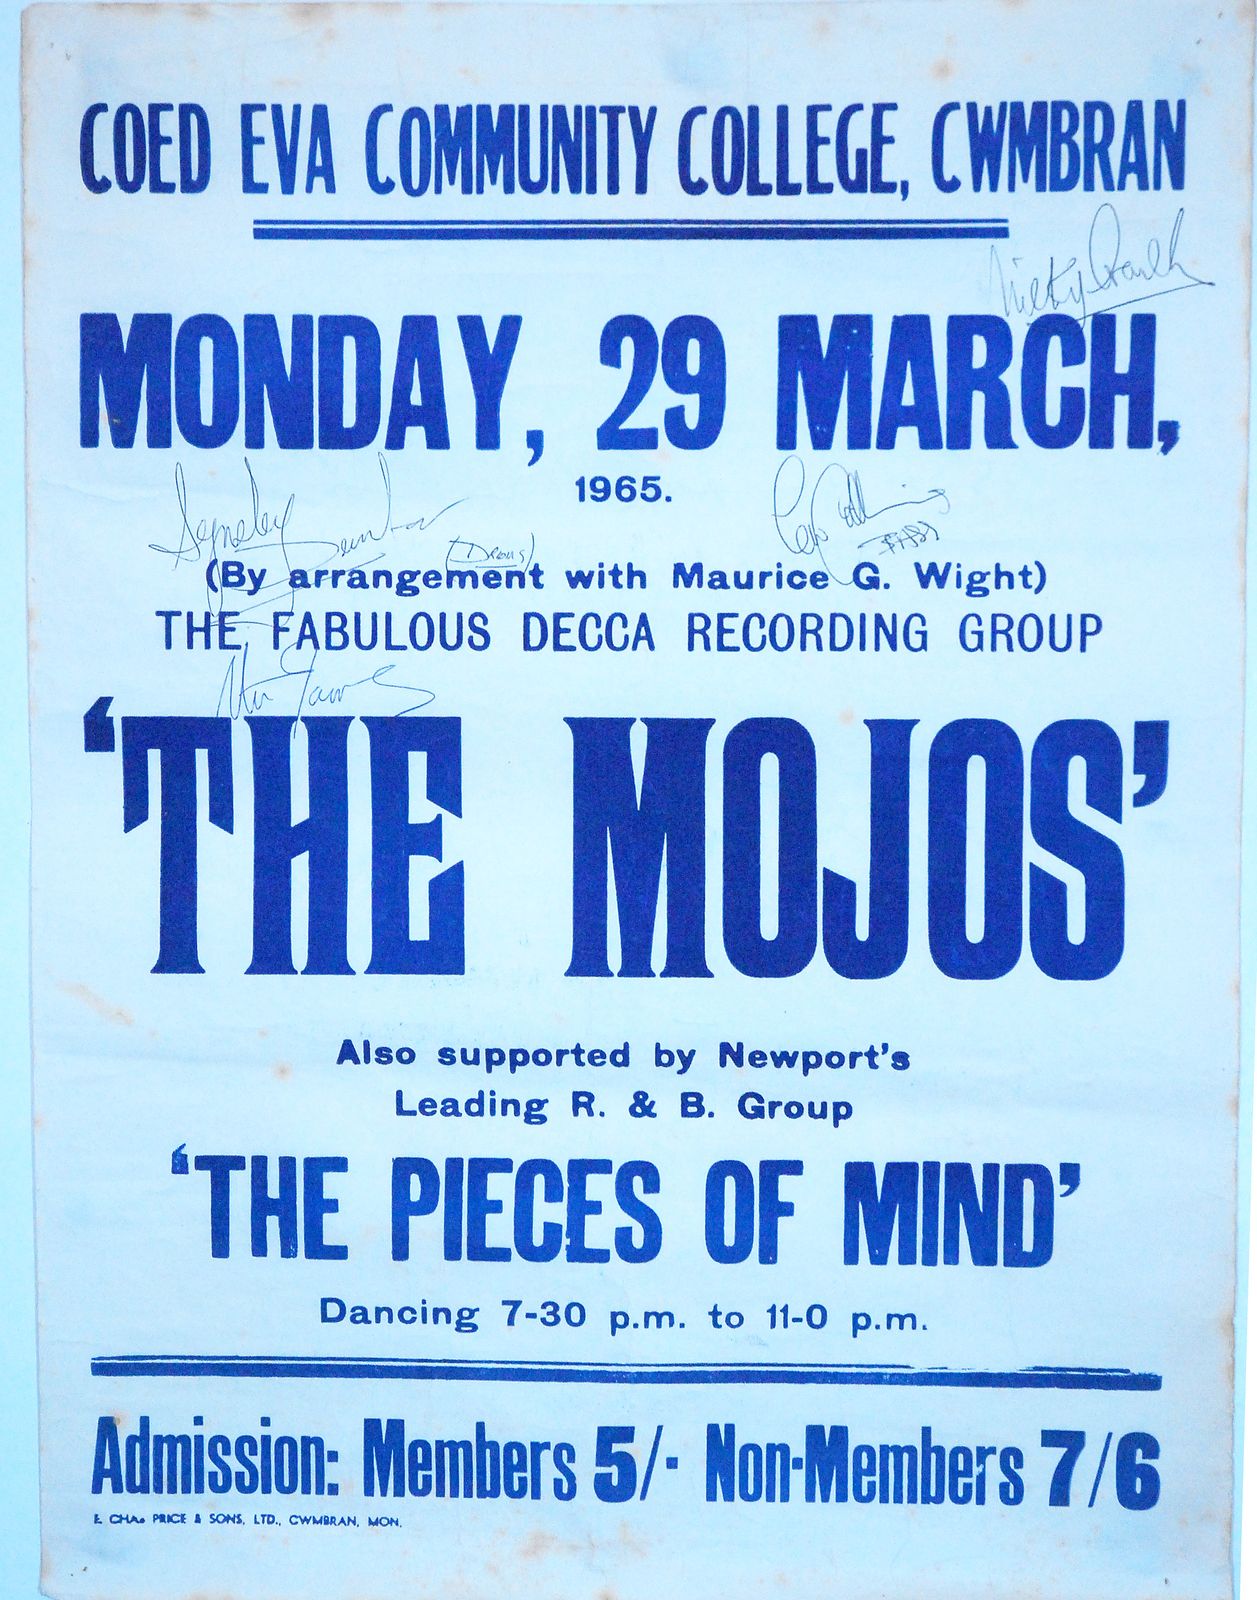 COED EVA COMMUNITY COLLEGE, CWMBRAN
MONDAY, 29 MARCH,
1965.
(By arrangement with Maurice G. Wight)
THE FABULOUS DECCA RECORDING GROUP
'THE MOJOS'
Also supported by Newport's
Leading R. & B. Group
'THE PIECES OF MIND'
Dancing 7-30 p.m. to 11-0 p.m.
Admission: Members 5/- Non-Members 7/6
E. CHAS PRICE & SONS, LTD., CWMBRAN, MON.